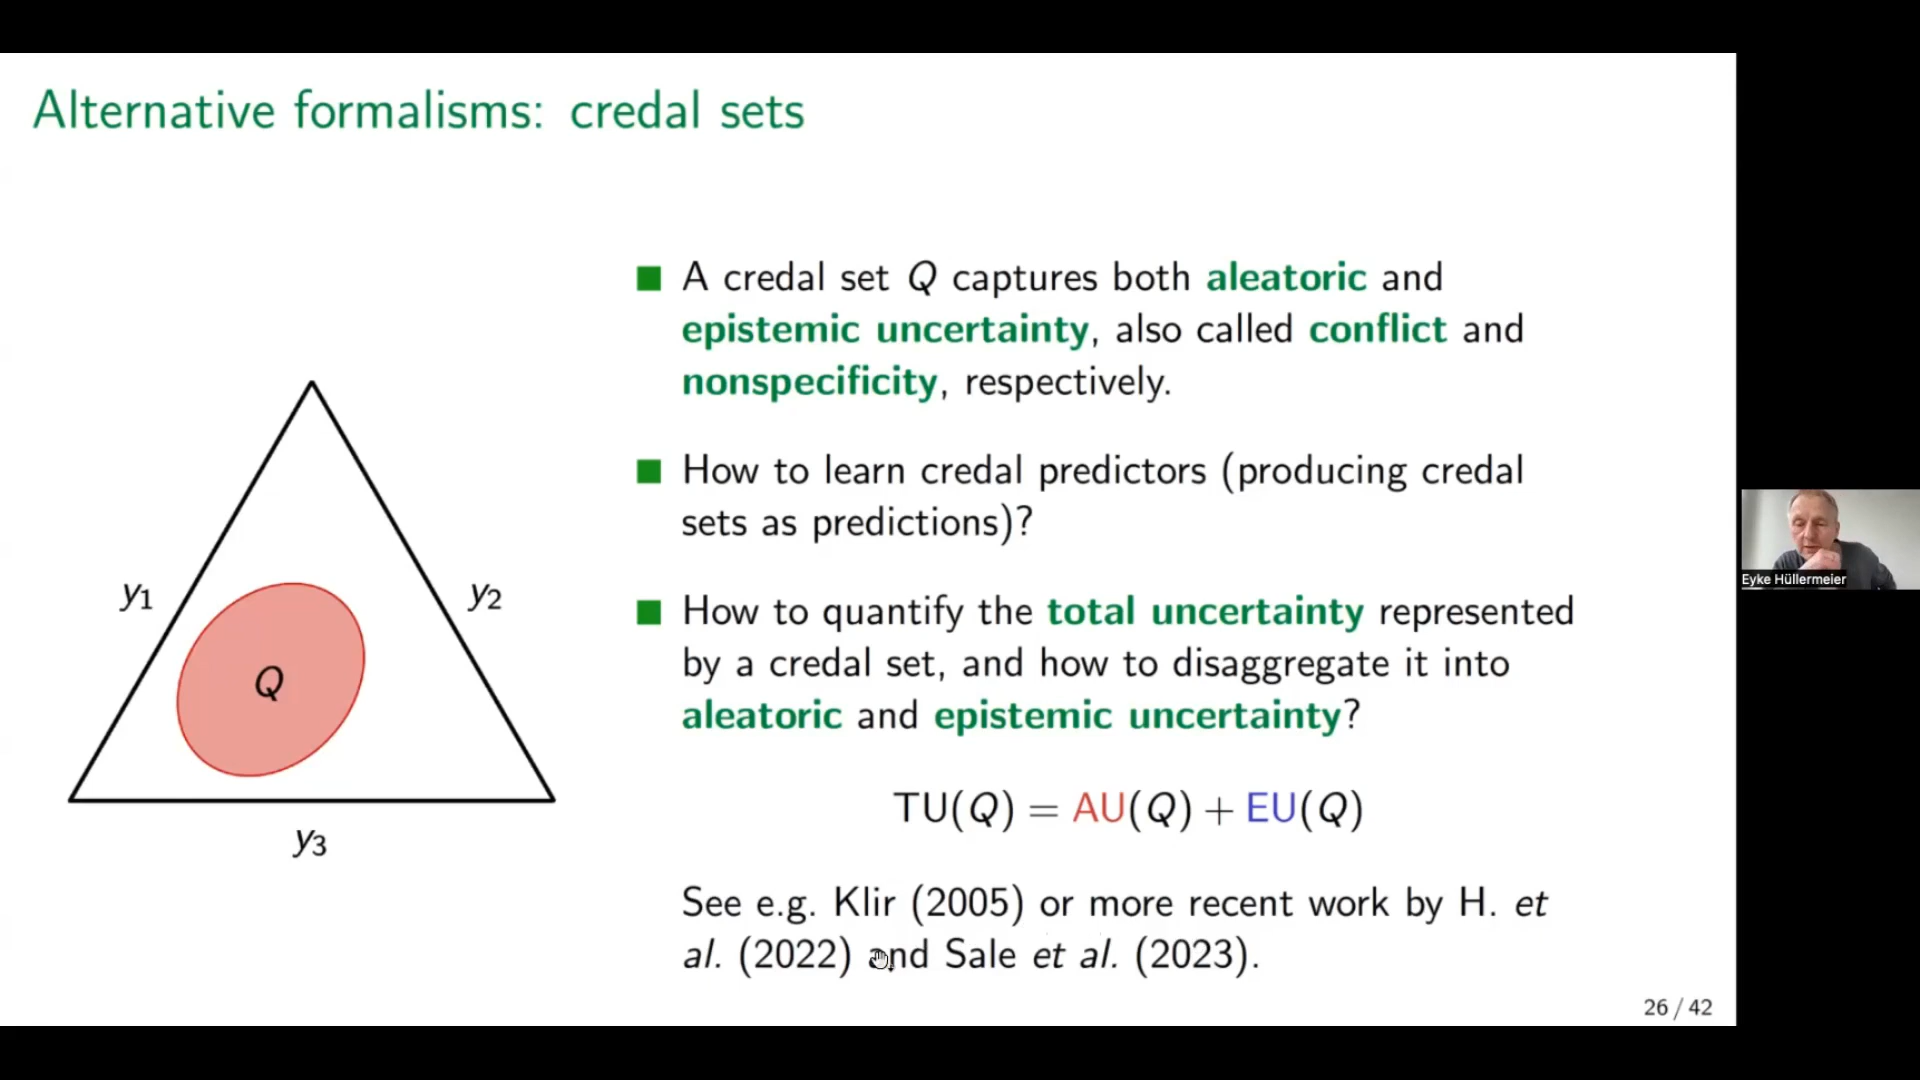 Alternative formalisms: credal sets
A credal set Q captures both aleatoric and
epistemic uncertainty, also called conflict and
nonspecificity, respectively.
How to learn credal predictors (producing credal
sets as predictions)?
How to quantify the total uncertainty represented
by a credal set, and how to disaggregate it into
aleatoric and epistemic uncertainty?
TU(Q) = AU(Q) + EU(Q)
See e.g. Klir (2005) or more recent work by H. et
al. (2022) and Sale et al. (2023).
y1
y2
Q
y3
26 / 42
Eyke Hüllermeier